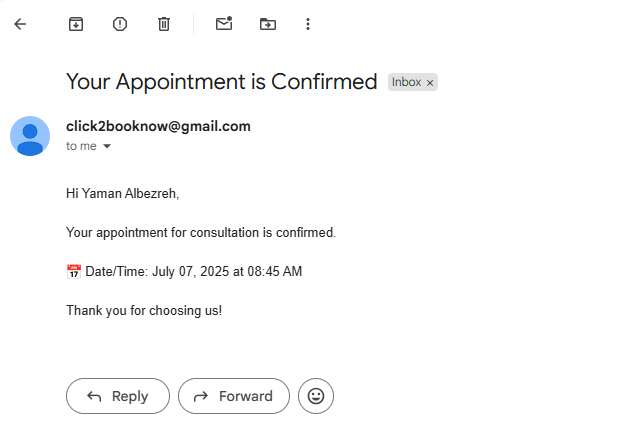 Your Appointment is Confirmed Inbox ×
click2booknow@gmail.com
to me
Hi Yaman Albezreh,
Your appointment for consultation is confirmed.
📅 Date/Time: July 07, 2025 at 08:45 AM
Thank you for choosing us!
Reply Forward